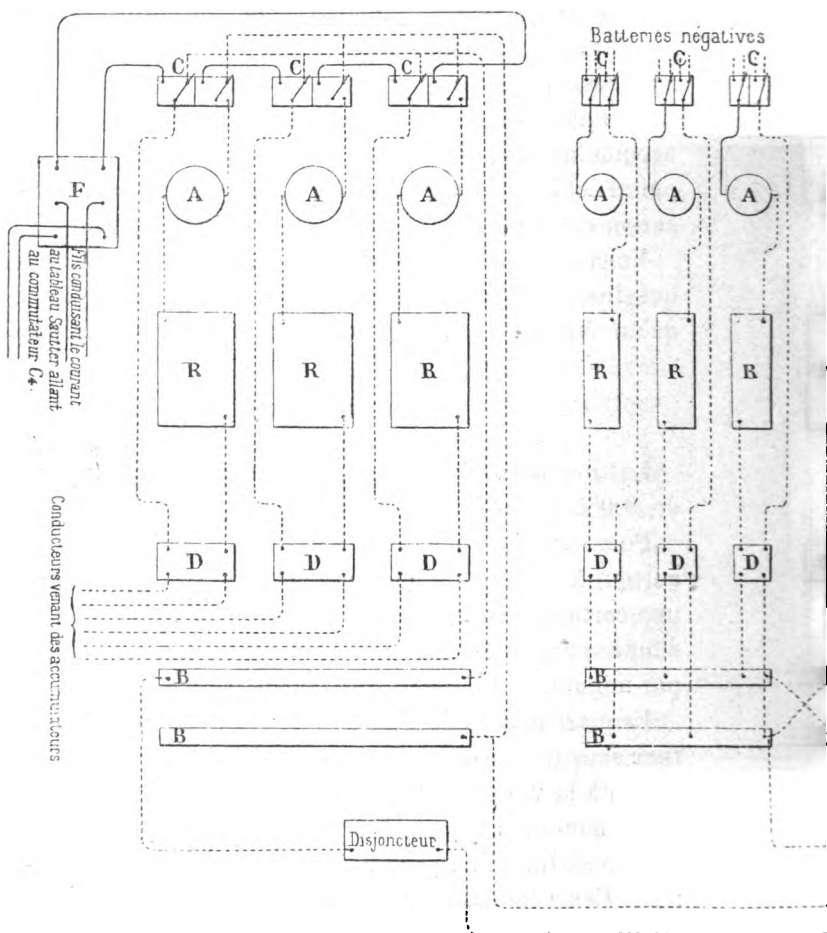 Batteries négatives
C C C C C C
F
A A A A A A
Fils conduisant le courant
au tableau Sautter allant
au commutateur C4.
R R R R R R
D D D D D D
Conducteurs venant des accumulateurs
B B
B B
Disjoncteur